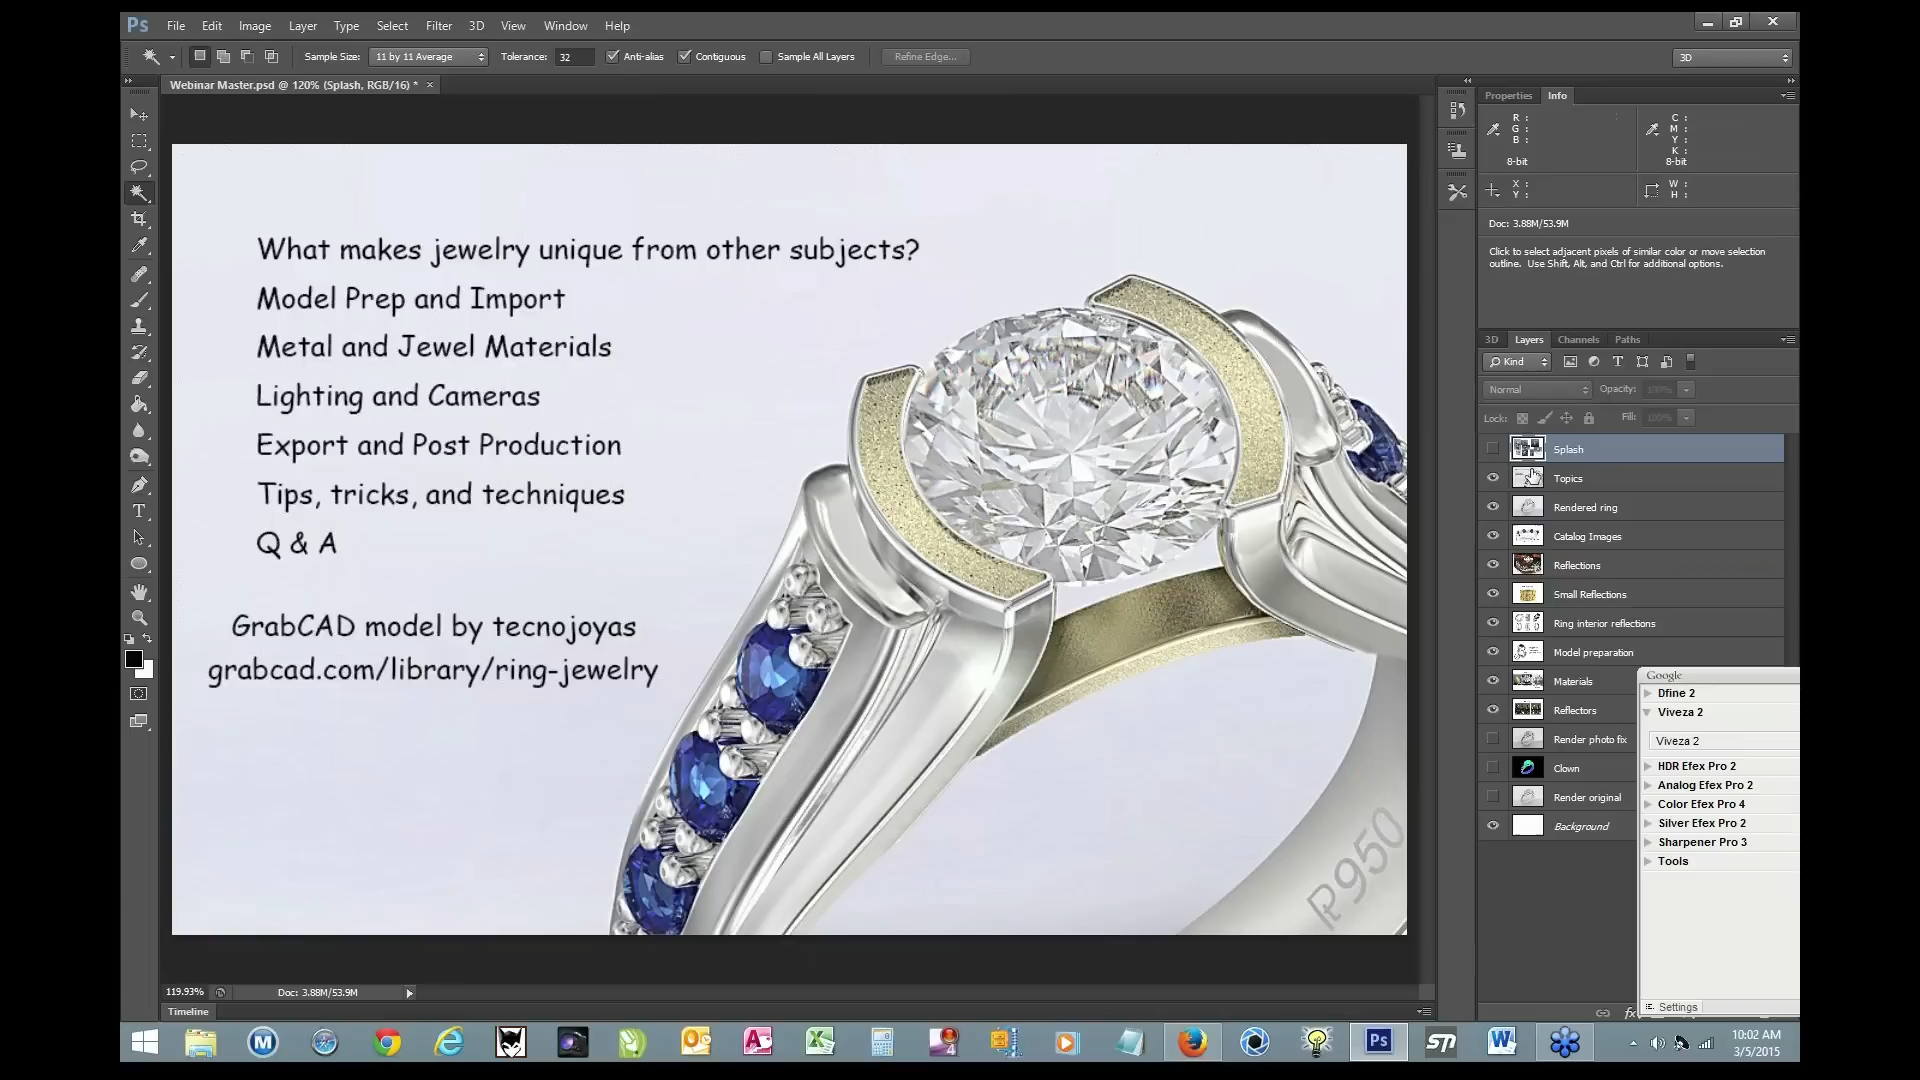 Ps File Edit Image Layer Type Select Filter 3D View Window Help
Sample Size: 11 by 11 Average Tolerance: 32 Anti-alias Contiguous Sample All Layers Refine Edge... 3D
Webinar Master.psd @ 120% (Splash, RGB/16) *
What makes jewelry unique from other subjects?
Model Prep and Import
Metal and Jewel Materials
Lighting and Cameras
Export and Post Production
Tips, tricks, and techniques
Q & A
GrabCAD model by tecnojoyas
grabcad.com/library/ring-jewelry
P950
119.93% Doc: 3.88M/53.9M
Timeline
Properties Info
R : C :
G : M :
B : Y :
K :
8-bit 8-bit
X : W :
Y : H :
Doc: 3.88M/53.9M
Click to select adjacent pixels of similar color or move selection
outline. Use Shift, Alt, and Ctrl for additional options.
3D Layers Channels Paths
Kind
Normal Opacity: 100%
Lock: Fill: 100%
Splash
Topics
Rendered ring
Catalog Images
Reflections
Small Reflections
Ring interior reflections
Model preparation
Materials
Reflectors
Render photo fix
Clown
Render original
Background
Google
Dfine 2
Viveza 2
Viveza 2
HDR Efex Pro 2
Analog Efex Pro 2
Color Efex Pro 4
Silver Efex Pro 2
Sharpener Pro 3
Tools
Settings
fx
10:02 AM
3/5/2015